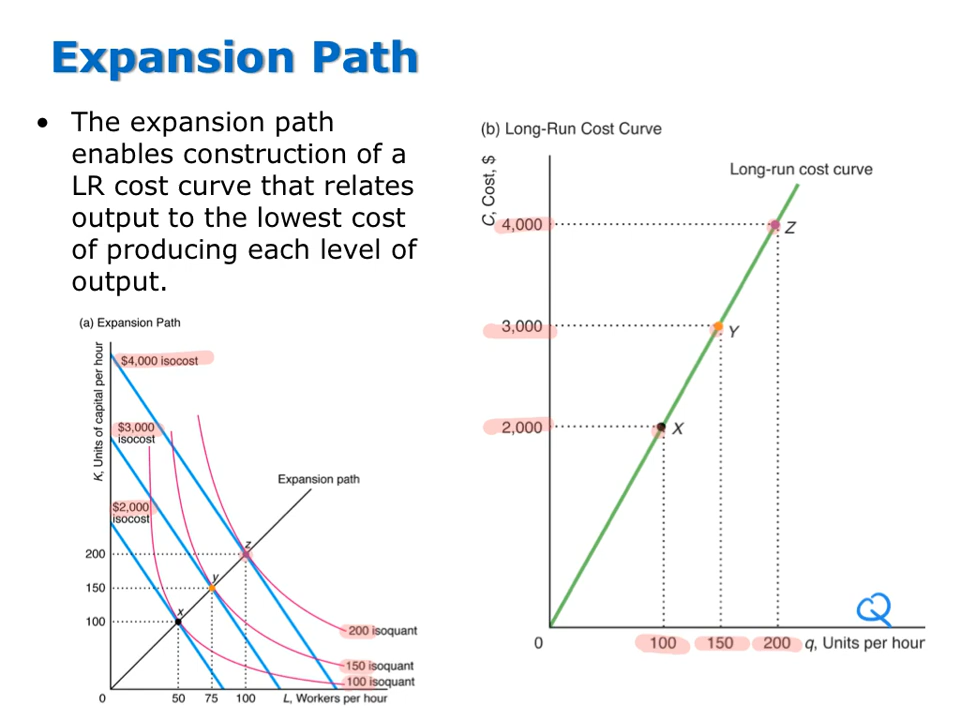 Expansion Path
• The expansion path
enables construction of a
LR cost curve that relates
output to the lowest cost
of producing each level of
output.
(a) Expansion Path
K, Units of capital per hour
$4,000 isocost
$3,000
isocost
$2,000
isocost
Expansion path
200
150
100
z
y
x
200 isoquant
150 isoquant
100 isoquant
0
50
75
100
L, Workers per hour
(b) Long-Run Cost Curve
C, Cost, $
Long-run cost curve
4,000
Z
3,000
Y
2,000
X
Q
0
100
150
200
q, Units per hour